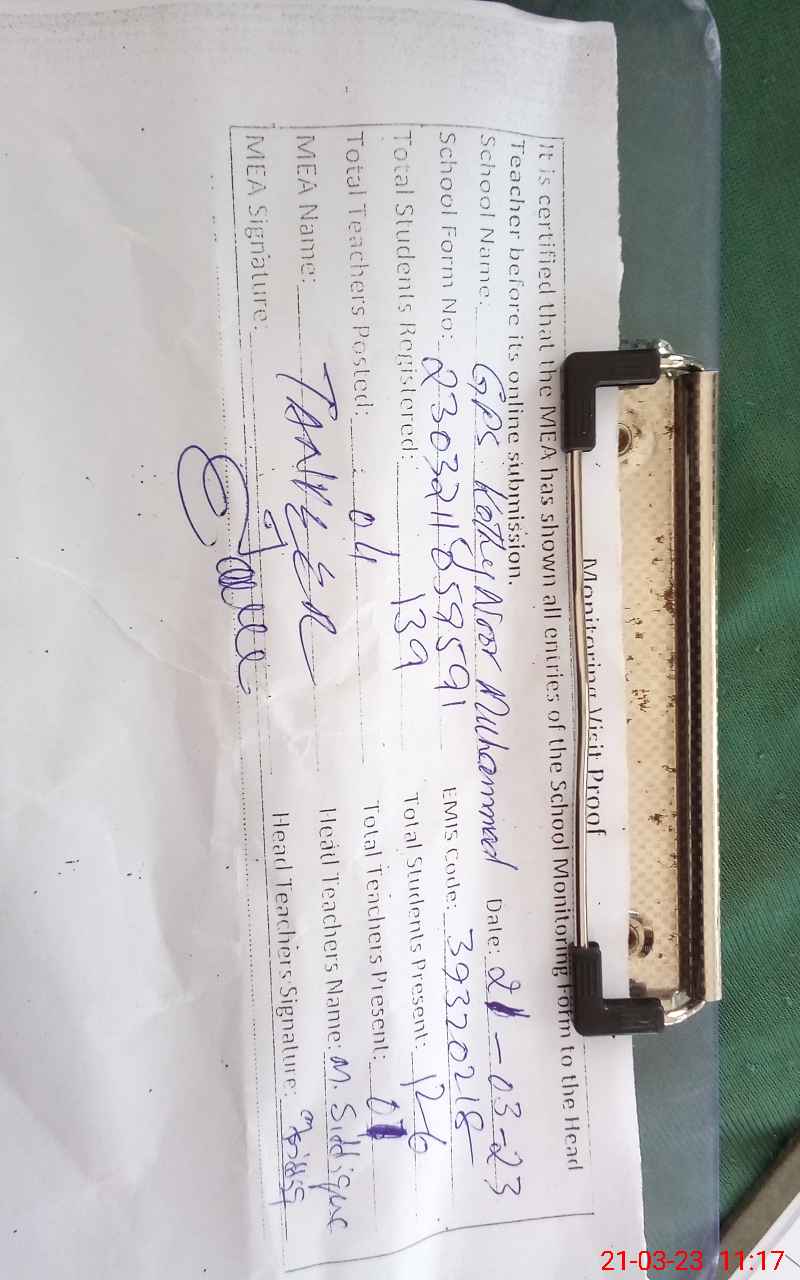 Monitoring Visit Proof
It is certified that the MEA has shown all entries of the School Monitoring Form to the Head
Teacher before its online submission.
School Name: GPS Kothy Noor Muhammad Date: 21-03-23
School Form No: EMIS Code: 39320218
Total Students Registered: 139 Total Students Present: 126
Total Teachers Posted: 04 Total Teachers Present:
MEA Name: TANVEER Head Teachers Name: M. Siddique
MEA Signature: Head Teachers Signature:
21-03-23 11:17